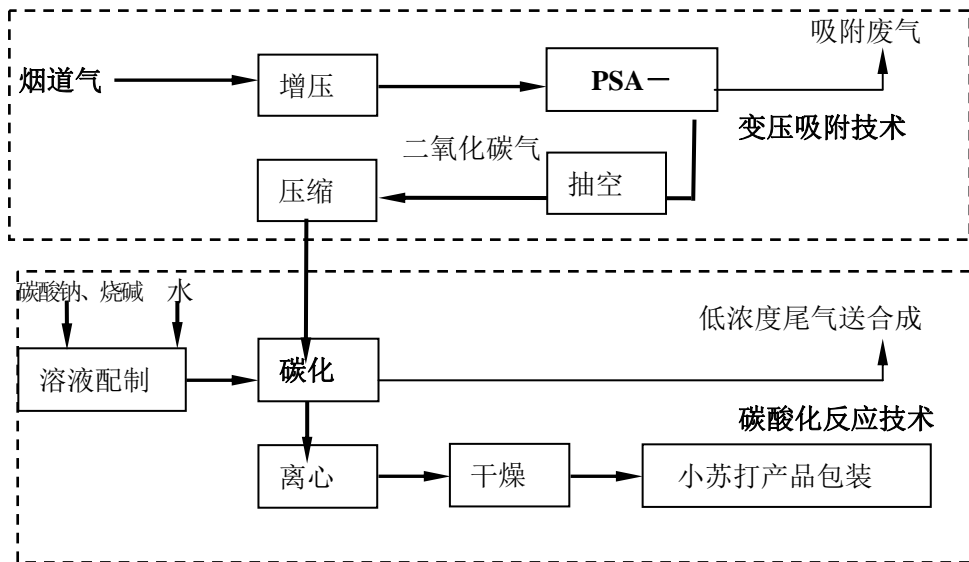 吸附废气
烟道气
增压
PSA－
变压吸附技术
二氧化碳气
压缩
抽空
碳酸钠、烧碱 水
低浓度尾气送合成
溶液配制
碳化
碳酸化反应技术
离心
干燥
小苏打产品包装